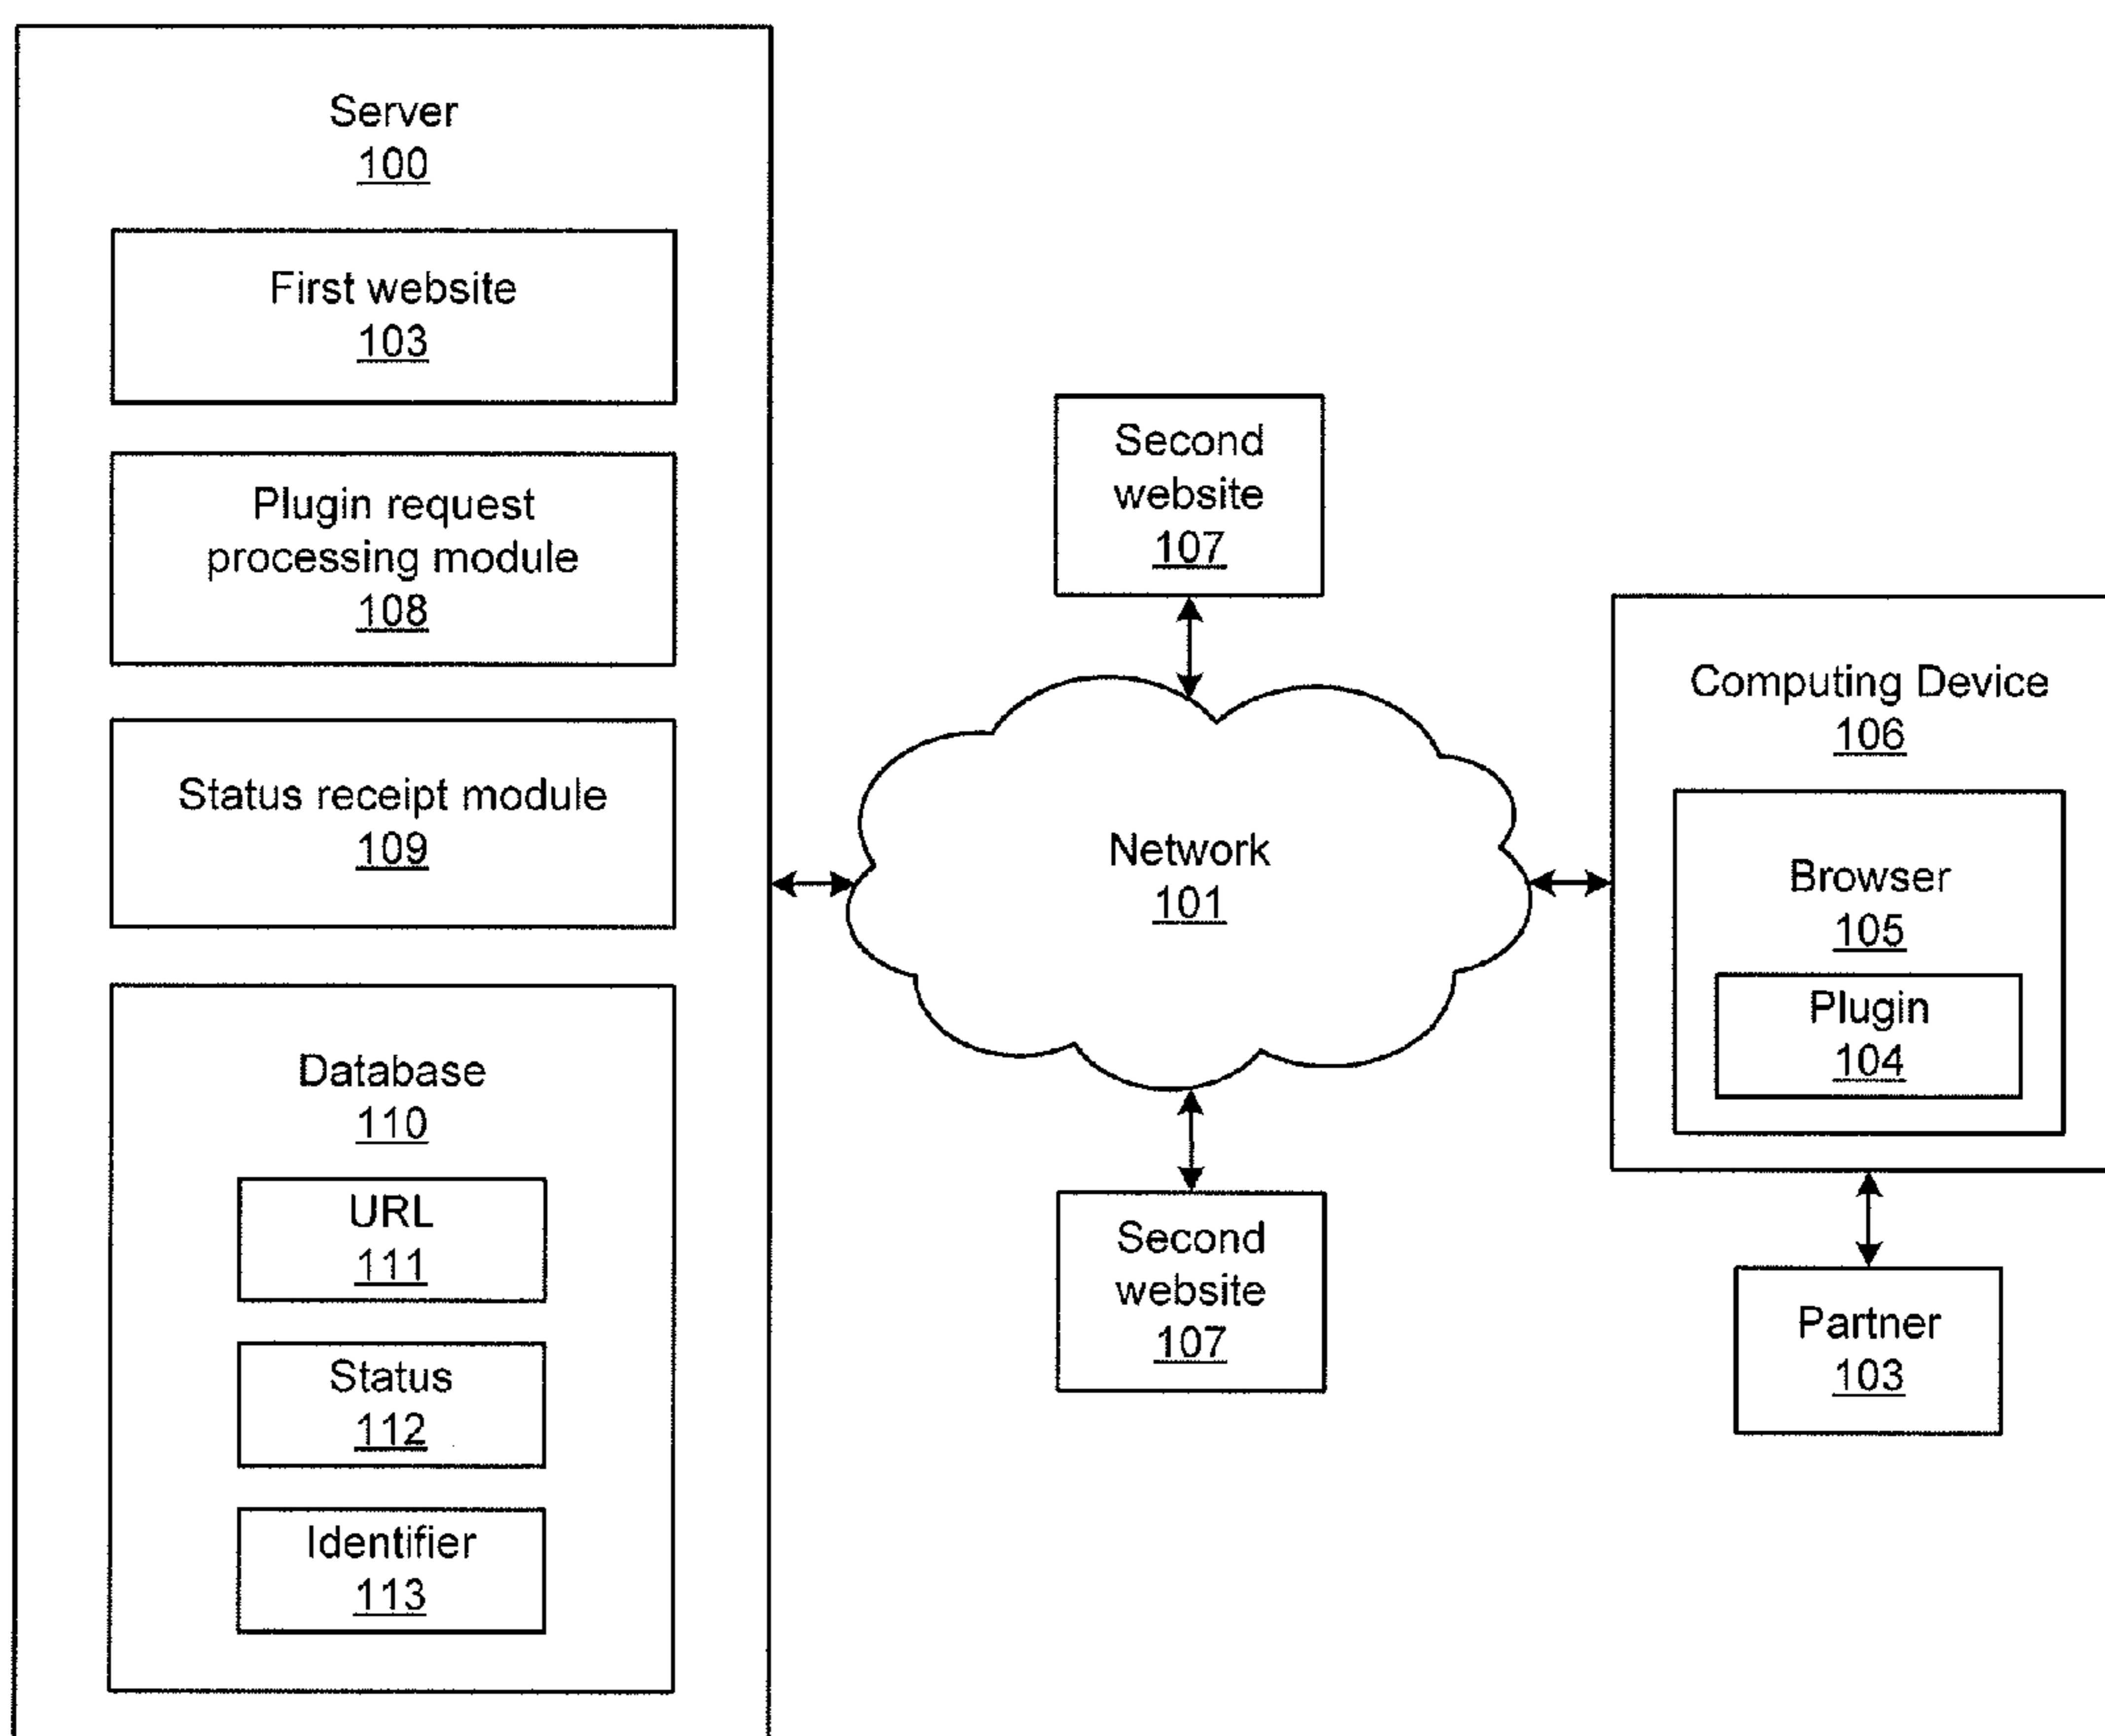 Server
100
First website
103
Plugin request
processing module
108
Status receipt module
109
Database
110
URL
111
Status
112
Identifier
113
Second
website
107
Network
101
Second
website
107
Computing Device
106
Browser
105
Plugin
104
Partner
103